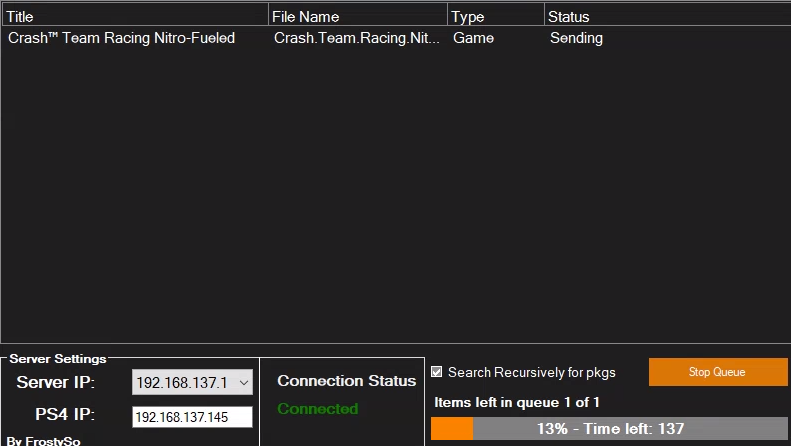 Title File Name Type Status
Crash™ Team Racing Nitro-Fueled Crash.Team.Racing.Nit... Game Sending
Server Settings
Server IP: 192.168.137.1
PS4 IP: 192.168.137.145
By FrostySo
Connection Status
Connected
Search Recursively for pkgs
Stop Queue
Items left in queue 1 of 1
13% - Time left: 137